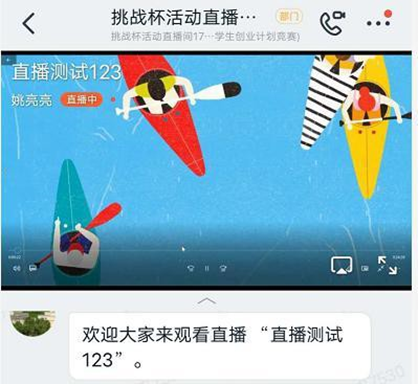 挑战杯活动直播… 部门
挑战杯活动直播间17…学生创业计划竞赛)
直播测试123
姚亮亮 直播中
欢迎大家来观看直播“直播测试
123”。